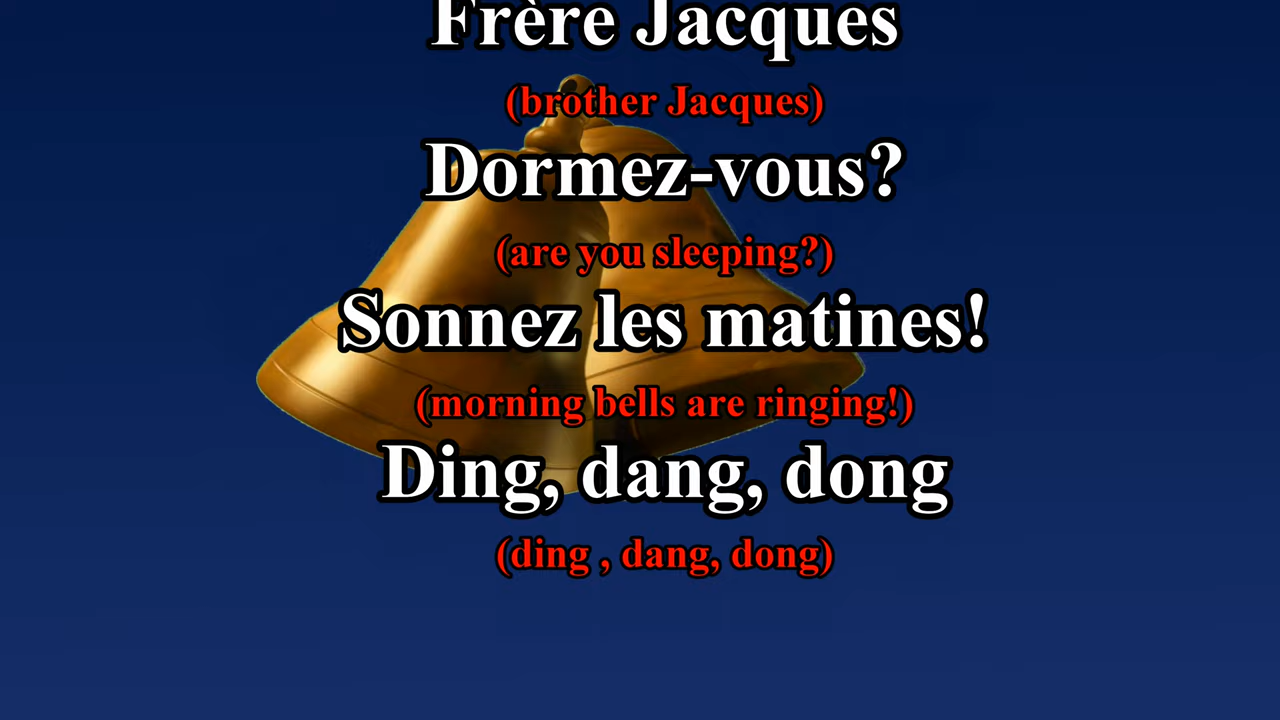 Frère Jacques
(brother Jacques)
Dormez-vous?
(are you sleeping?)
Sonnez les matines!
(morning bells are ringing!)
Ding, dang, dong
(ding , dang, dong)